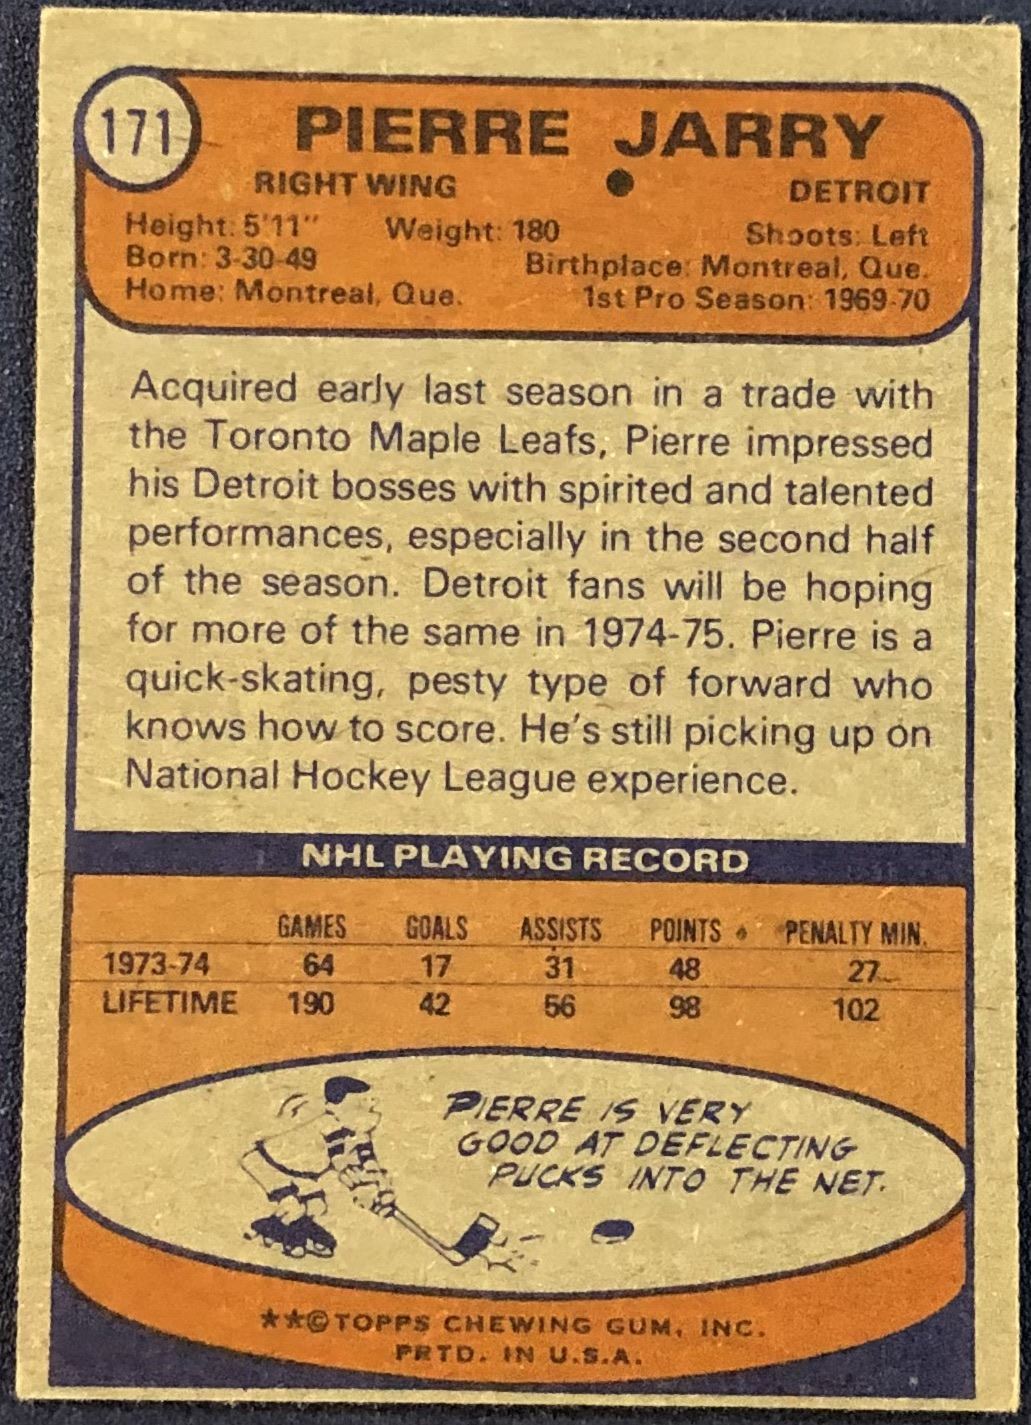 171
PIERRE JARRY
RIGHT WING ● DETROIT
Height: 5'11" Weight: 180 Shoots: Left
Born: 3-30-49 Birthplace: Montreal, Que.
Home: Montreal, Que. 1st Pro Season: 1969-70
Acquired early last season in a trade with
the Toronto Maple Leafs, Pierre impressed
his Detroit bosses with spirited and talented
performances, especially in the second half
of the season. Detroit fans will be hoping
for more of the same in 1974-75. Pierre is a
quick-skating, pesty type of forward who
knows how to score. He's still picking up on
National Hockey League experience.
NHL PLAYING RECORD
GAMES GOALS ASSISTS POINTS PENALTY MIN.
1973-74 64 17 31 48 27
LIFETIME 190 42 56 98 102
PIERRE IS VERY
GOOD AT DEFLECTING
PUCKS INTO THE NET.
★★©TOPPS CHEWING GUM, INC.
PRTD. IN U.S.A.